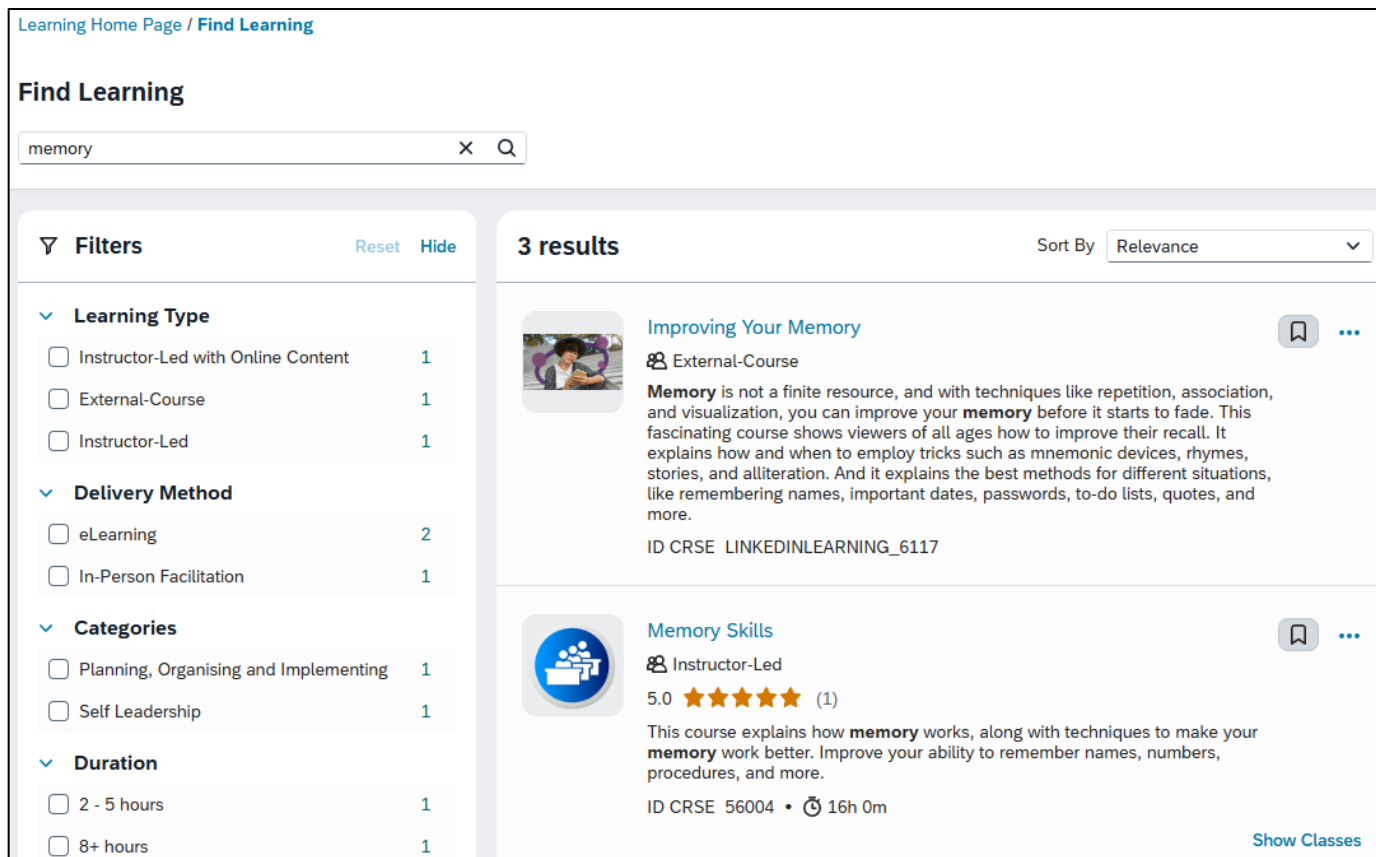 Learning Home Page / Find Learning
Find Learning
memory
Filters
Reset
Hide
Learning Type
Instructor-Led with Online Content 1
External-Course 1
Instructor-Led 1
Delivery Method
eLearning 2
In-Person Facilitation 1
Categories
Planning, Organising and Implementing 1
Self Leadership 1
Duration
2 - 5 hours 1
8+ hours 1
3 results
Sort By
Relevance
Improving Your Memory
External-Course
Memory is not a finite resource, and with techniques like repetition, association,
and visualization, you can improve your memory before it starts to fade. This
fascinating course shows viewers of all ages how to improve their recall. It
explains how and when to employ tricks such as mnemonic devices, rhymes,
stories, and alliteration. And it explains the best methods for different situations,
like remembering names, important dates, passwords, to-do lists, quotes, and
more.
ID CRSE LINKEDINLEARNING_6117
Memory Skills
Instructor-Led
5.0 (1)
This course explains how memory works, along with techniques to make your
memory work better. Improve your ability to remember names, numbers,
procedures, and more.
ID CRSE 56004 • 16h 0m
Show Classes